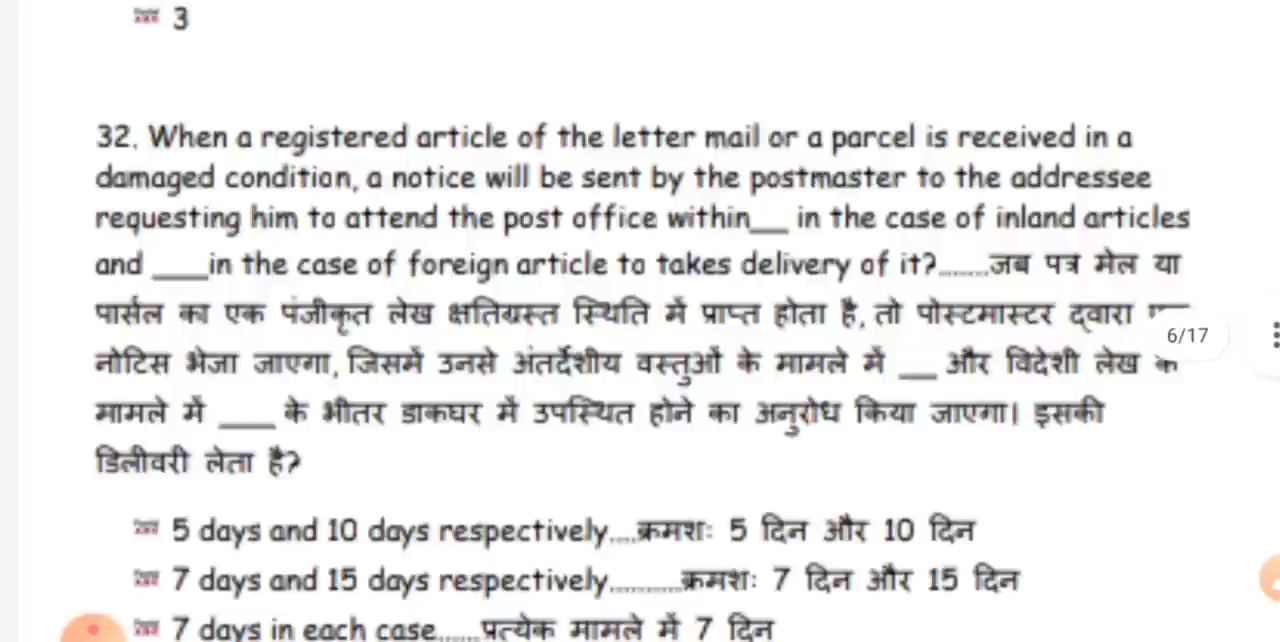 3
32. When a registered article of the letter mail or a parcel is received in a
damaged condition, a notice will be sent by the postmaster to the addressee
requesting him to attend the post office within__ in the case of inland articles
and ____in the case of foreign article to takes delivery of it?........जब पत्र मेल या
पार्सल का एक पंजीकृत लेख क्षतिग्रस्त स्थिति में प्राप्त होता है, तो पोस्टमास्टर द्वारा
6/17
नोटिस भेजा जाएगा, जिसमें उनसे अंतर्देशीय वस्तुओं के मामले में __ और विदेशी लेख के
मामले में ____ के भीतर डाकघर में उपस्थित होने का अनुरोध किया जाएगा। इसकी
डिलीवरी लेता है?
5 days and 10 days respectively....क्रमशः 5 दिन और 10 दिन
7 days and 15 days respectively...........क्रमशः 7 दिन और 15 दिन
7 days in each case......प्रत्येक मामले में 7 दिन